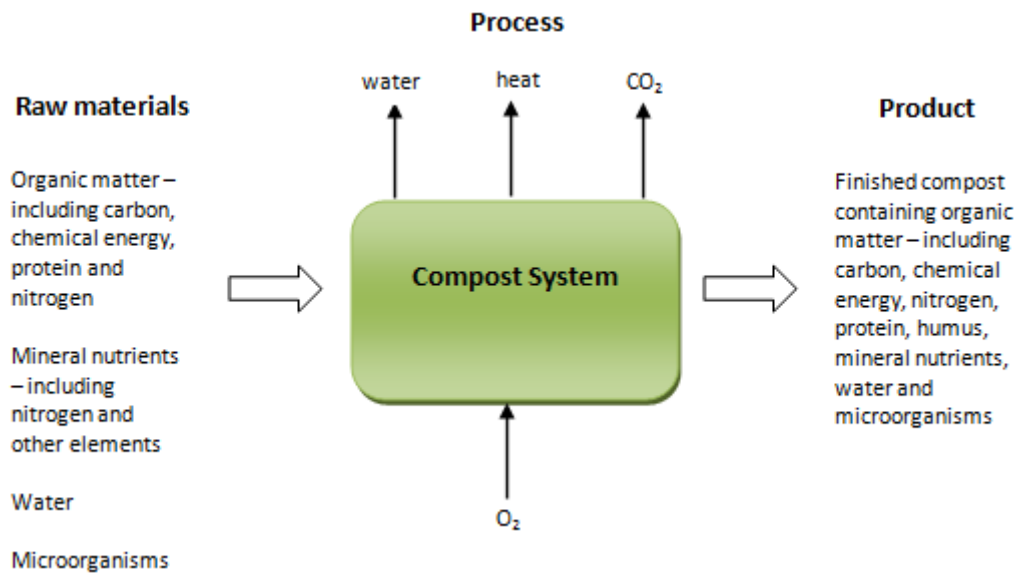 Process
water
heat
CO₂
Raw materials
Product
Organic matter –
including carbon,
chemical energy,
protein and
nitrogen
Mineral nutrients
– including
nitrogen and
other elements
Water
Microorganisms
Compost System
O₂
Finished compost
containing organic
matter – including
carbon, chemical
energy, nitrogen,
protein, humus,
mineral nutrients,
water and
microorganisms